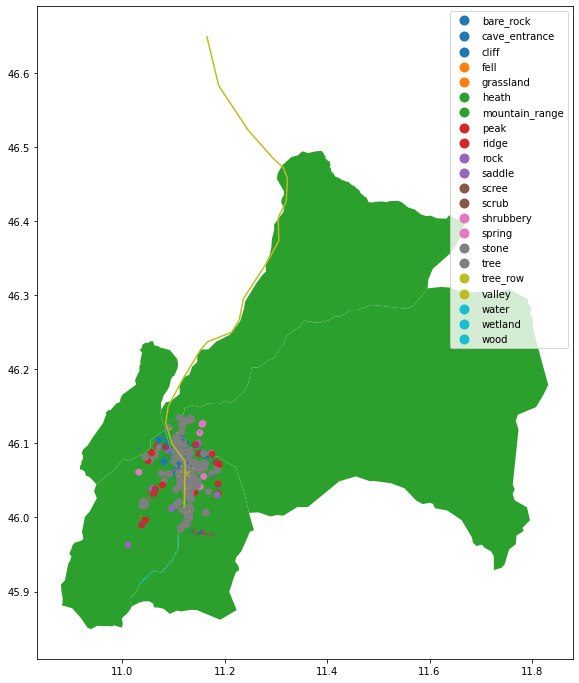 bare_rock
cave_entrance
cliff
fell
grassland
heath
mountain_range
peak
ridge
rock
saddle
scree
scrub
shrubbery
spring
stone
tree
tree_row
valley
water
wetland
wood
46.6
46.5
46.4
46.3
46.2
46.1
46.0
45.9
11.0 11.2 11.4 11.6 11.8